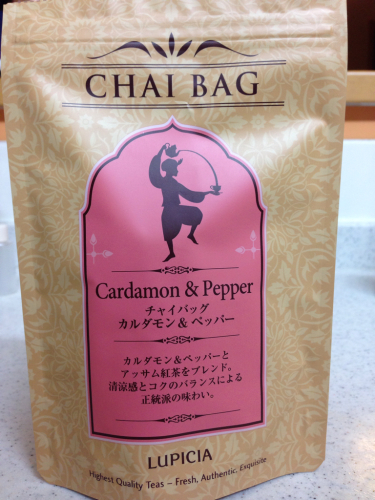 CHAI BAG
Cardamon & Pepper
チャイバッグ
カルダモン&ペッパー
カルダモン&ペッパーと
アッサム紅茶をブレンド。
清涼感とコクのバランスによる
正統派の味わい。
LUPICIA
Highest Quality Teas – Fresh, Authentic, Exquisite